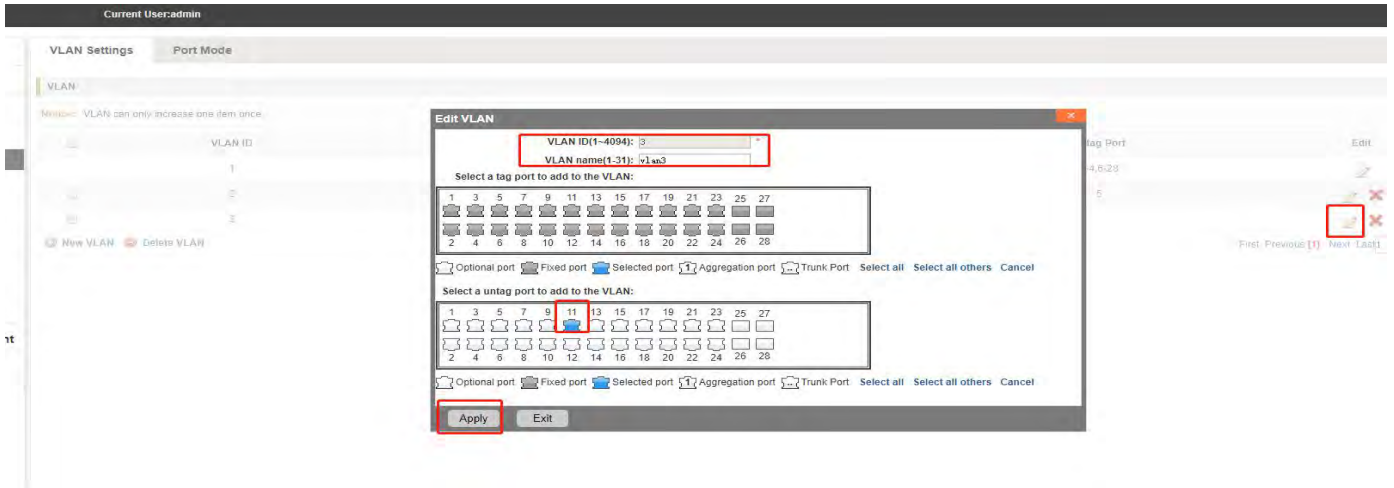 Current User:admin
VLAN Settings Port Mode
VLAN
VLAN can only increase one item once.
Edit VLAN
VLAN ID(1~4094): 3 *
VLAN name(1-31): vlan3
VLAN ID tag Port Edit
1 4,6-28
2 5
3
New VLAN Delete VLAN
First Previous [1] Next Last
Select a tag port to add to the VLAN:
1 3 5 7 9 11 13 15 17 19 21 23 25 27
2 4 6 8 10 12 14 16 18 20 22 24 26 28
Optional port Fixed port Selected port 1 Aggregation port Trunk Port Select all Select all others Cancel
Select a untag port to add to the VLAN:
1 3 5 7 9 11 13 15 17 19 21 23 25 27
2 4 6 8 10 12 14 16 18 20 22 24 26 28
Optional port Fixed port Selected port 1 Aggregation port Trunk Port Select all Select all others Cancel
Apply Exit